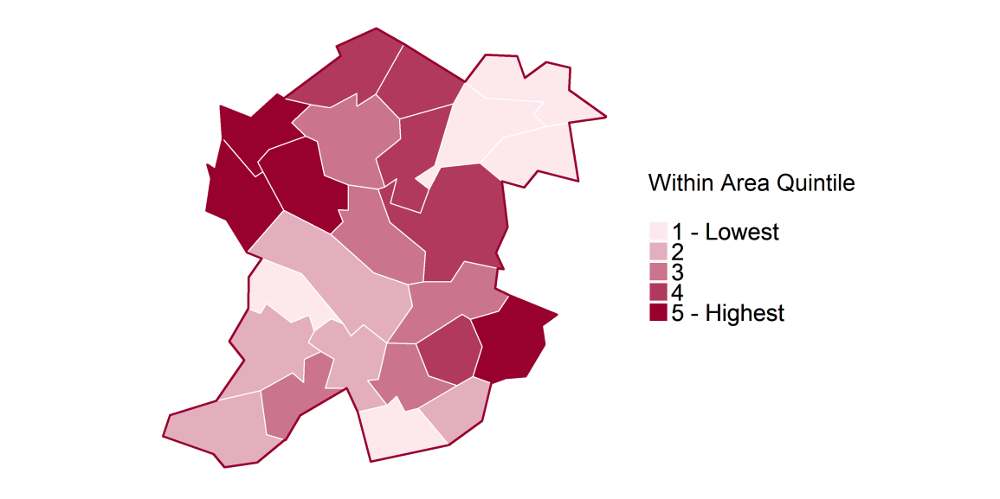 Within Area Quintile
1 - Lowest
2
3
4
5 - Highest